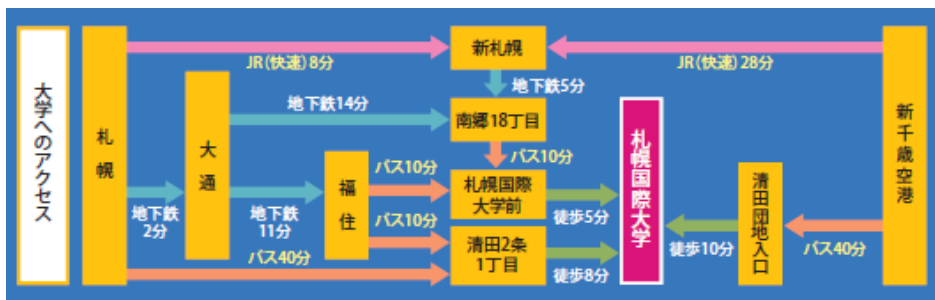 大学へのアクセス
札幌
JR(快速)8分
新札幌
JR(快速)28分
新千歳空港
地下鉄5分
大通
地下鉄14分
南郷18丁目
バス10分
札幌国際大学
福住
バス10分
札幌国際
大学前
清田団地入口
地下鉄
2分
地下鉄
11分
バス10分
徒歩5分
徒歩10分
バス40分
バス40分
清田2条
1丁目
徒歩8分